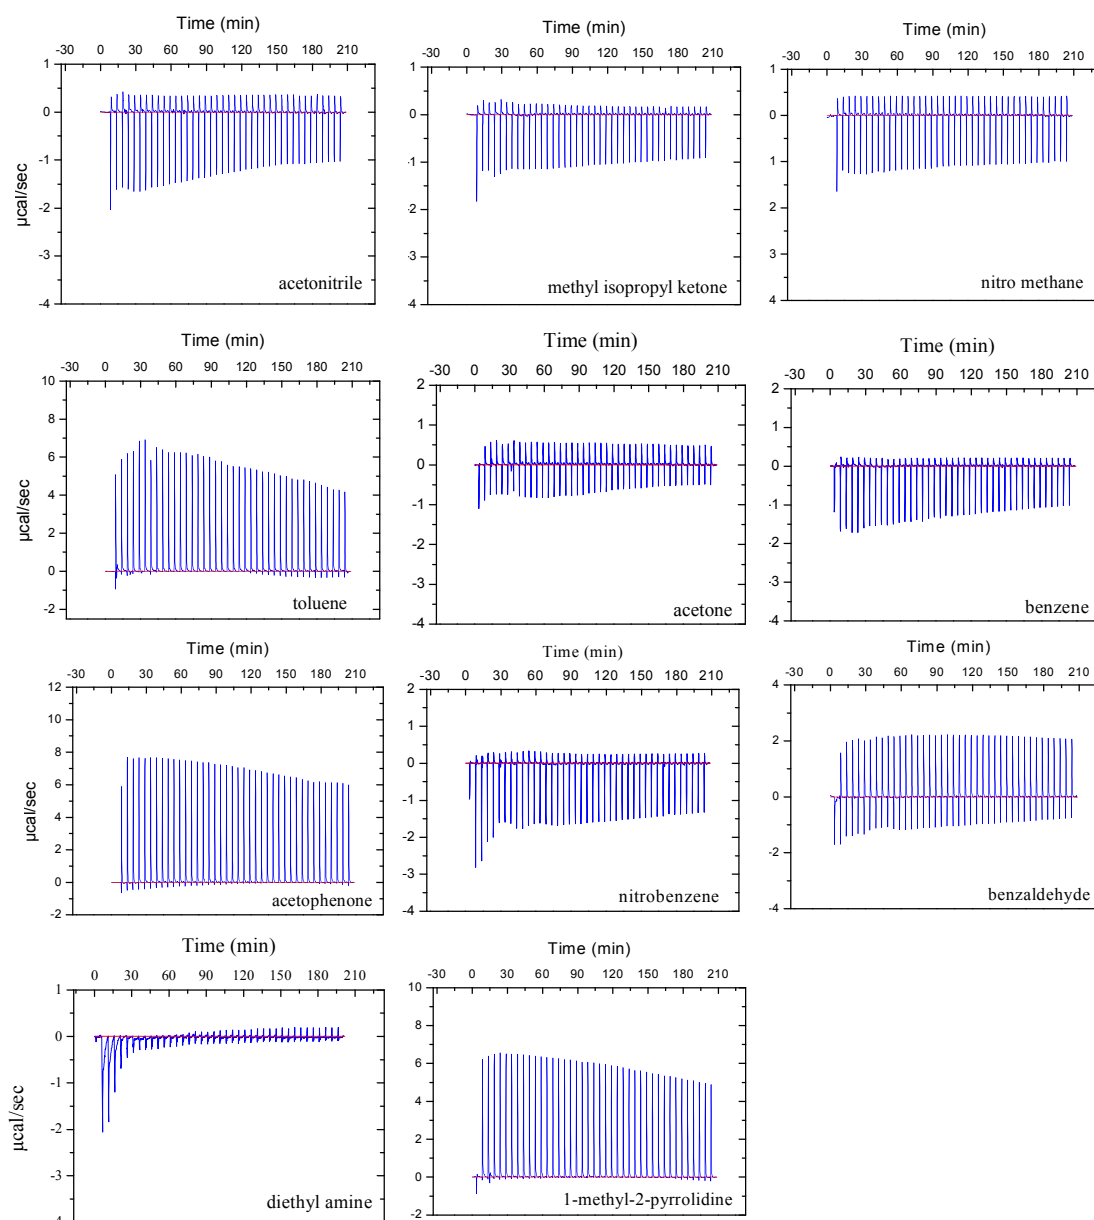 Time (min)
-30 0 30 60 90 120 150 180 210
1
0
-1
-2
-3
-4
µcal/sec
acetonitrile
Time (min)
-30 0 30 60 90 120 150 180 210
1
0
1
2
-3
-4
methyl isopropyl ketone
Time (min)
-30 0 30 60 90 120 150 180 210
1
0
1
2
3
4
nitro methane
Time (min)
-30 0 30 60 90 120 150 180 210
10
8
6
4
2
0
-2
µcal/sec
toluene
Time (min)
-30 0 30 60 90 120 150 180 210
2
1
0
-1
-2
-3
-4
acetone
Time (min)
-30 0 30 60 90 120 150 180 210
2
1
0
-1
-2
-3
-4
benzene
Time (min)
-30 0 30 60 90 120 150 180 210
12
10
8
6
4
2
0
-2
µcal/sec
acetophenone
Time (min)
-30 0 30 60 90 120 150 180 210
2
1
0
-1
-2
-3
-4
nitrobenzene
Time (min)
-30 0 30 60 90 120 150 180 210
4
2
0
-2
-4
benzaldehyde
Time (min)
0 30 60 90 120 150 180 210
1
0
-1
-2
-3
-4
µcal/sec
diethyl amine
Time (min)
-30 0 30 60 90 120 150 180 210
10
8
6
4
2
0
-2
1-methyl-2-pyrrolidine